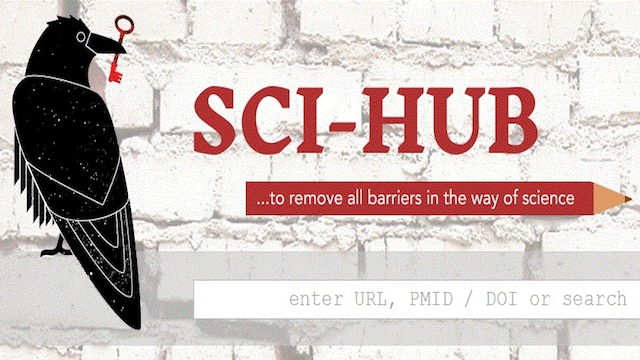 SCI-HUB
...to remove all barriers in the way of science
enter URL, PMID / DOI or search